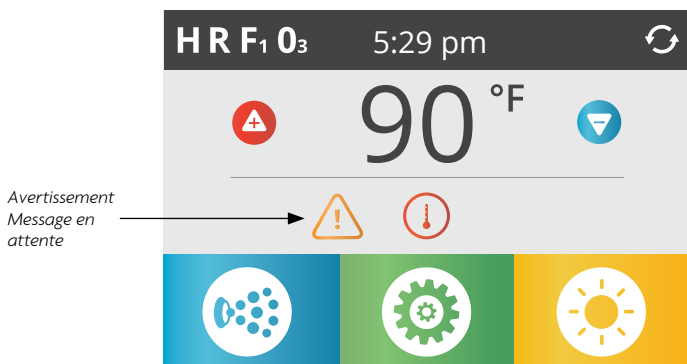 H R F₁ 0₃ 5:29 pm
90 °F
Avertissement
Message en
attente